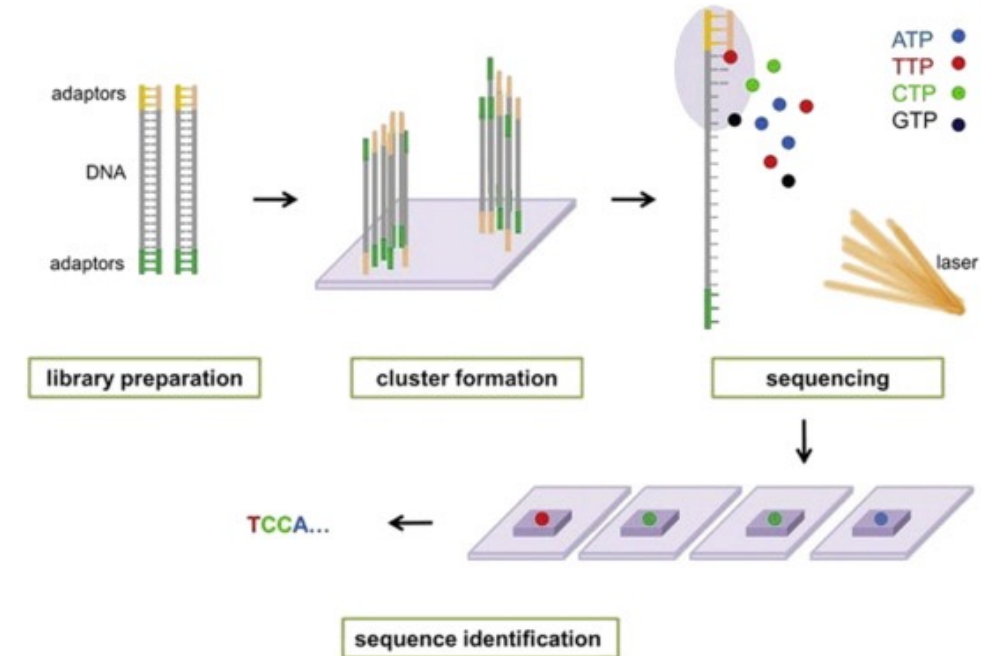 adaptors
DNA
adaptors
ATP
TTP
CTP
GTP
laser
library preparation
cluster formation
sequencing
TCCA...
sequence identification